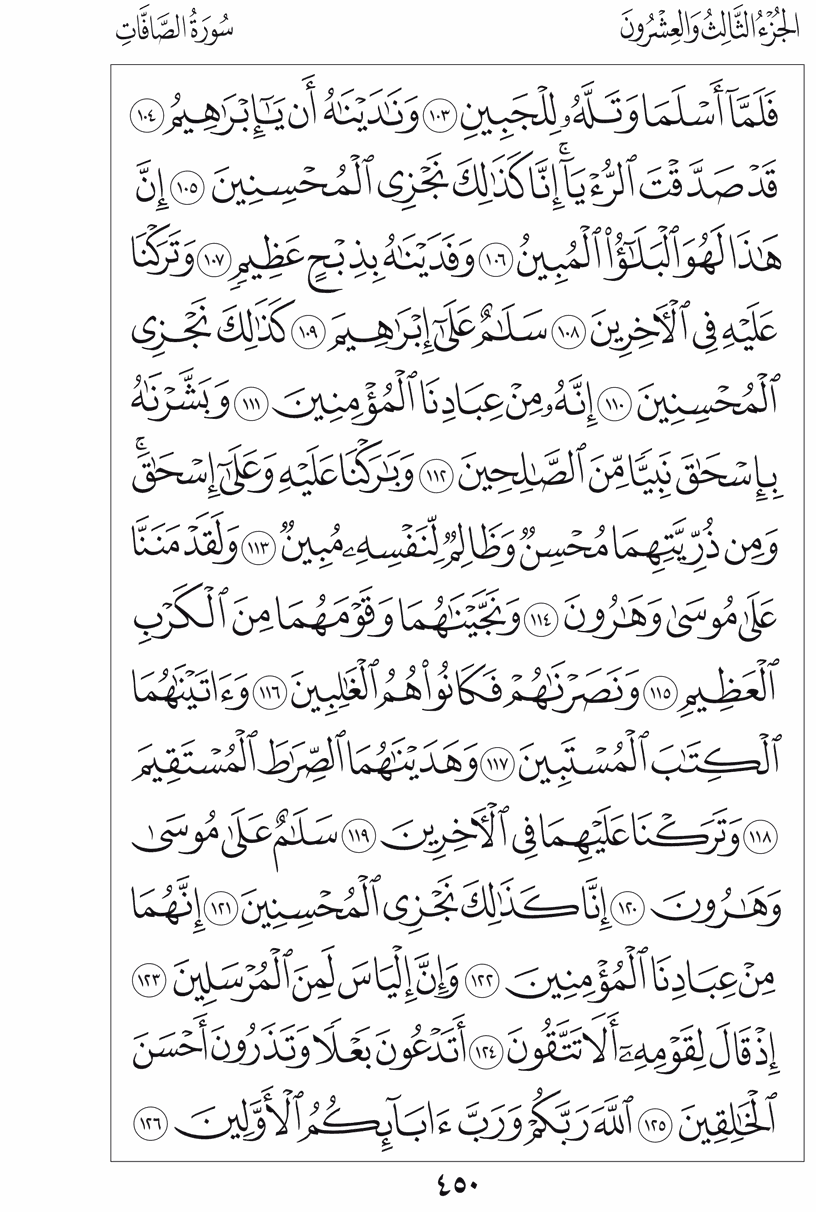 الجُزْءُ الثَّالِثُ وَالعِشْرُونَ سُورَةُ الصَّافَّاتِ
فَلَمَّآ أَسْلَمَا وَتَلَّهُۥ لِلْجَبِينِ ١٠٣ وَنَٰدَيْنَٰهُ أَن يَٰٓإِبْرَٰهِيمُ ١٠٤
قَدْ صَدَّقْتَ ٱلرُّءْيَآۚ إِنَّا كَذَٰلِكَ نَجْزِى ٱلْمُحْسِنِينَ ١٠٥ إِنَّ
هَٰذَا لَهُوَ ٱلْبَلَٰٓؤُا۟ ٱلْمُبِينُ ١٠٦ وَفَدَيْنَٰهُ بِذِبْحٍ عَظِيمٍ ١٠٧ وَتَرَكْنَا
عَلَيْهِ فِى ٱلْءَاخِرِينَ ١٠٨ سَلَٰمٌ عَلَىٰٓ إِبْرَٰهِيمَ ١٠٩ كَذَٰلِكَ نَجْزِى
ٱلْمُحْسِنِينَ ١١٠ إِنَّهُۥ مِنْ عِبَادِنَا ٱلْمُؤْمِنِينَ ١١١ وَبَشَّرْنَٰهُ
بِإِسْحَٰقَ نَبِيًّا مِّنَ ٱلصَّٰلِحِينَ ١١٢ وَبَٰرَكْنَا عَلَيْهِ وَعَلَىٰٓ إِسْحَٰقَۚ
وَمِن ذُرِّيَّتِهِمَا مُحْسِنٌ وَظَالِمٌ لِّنَفْسِهِۦ مُبِينٌ ١١٣ وَلَقَدْ مَنَنَّا
عَلَىٰ مُوسَىٰ وَهَٰرُونَ ١١٤ وَنَجَّيْنَٰهُمَا وَقَوْمَهُمَا مِنَ ٱلْكَرْبِ
ٱلْعَظِيمِ ١١٥ وَنَصَرْنَٰهُمْ فَكَانُوا۟ هُمُ ٱلْغَٰلِبِينَ ١١٦ وَءَاتَيْنَٰهُمَا
ٱلْكِتَٰبَ ٱلْمُسْتَبِينَ ١١٧ وَهَدَيْنَٰهُمَا ٱلصِّرَٰطَ ٱلْمُسْتَقِيمَ
١١٨ وَتَرَكْنَا عَلَيْهِمَا فِى ٱلْءَاخِرِينَ ١١٩ سَلَٰمٌ عَلَىٰ مُوسَىٰ
وَهَٰرُونَ ١٢٠ إِنَّا كَذَٰلِكَ نَجْزِى ٱلْمُحْسِنِينَ ١٢١ إِنَّهُمَا
مِنْ عِبَادِنَا ٱلْمُؤْمِنِينَ ١٢٢ وَإِنَّ إِلْيَاسَ لَمِنَ ٱلْمُرْسَلِينَ ١٢٣
إِذْ قَالَ لِقَوْمِهِۦٓ أَلَا تَتَّقُونَ ١٢٤ أَتَدْعُونَ بَعْلًا وَتَذَرُونَ أَحْسَنَ
ٱلْخَٰلِقِينَ ١٢٥ ٱللَّهَ رَبَّكُمْ وَرَبَّ ءَابَآئِكُمُ ٱلْأَوَّلِينَ ١٢٦
٤٥٠